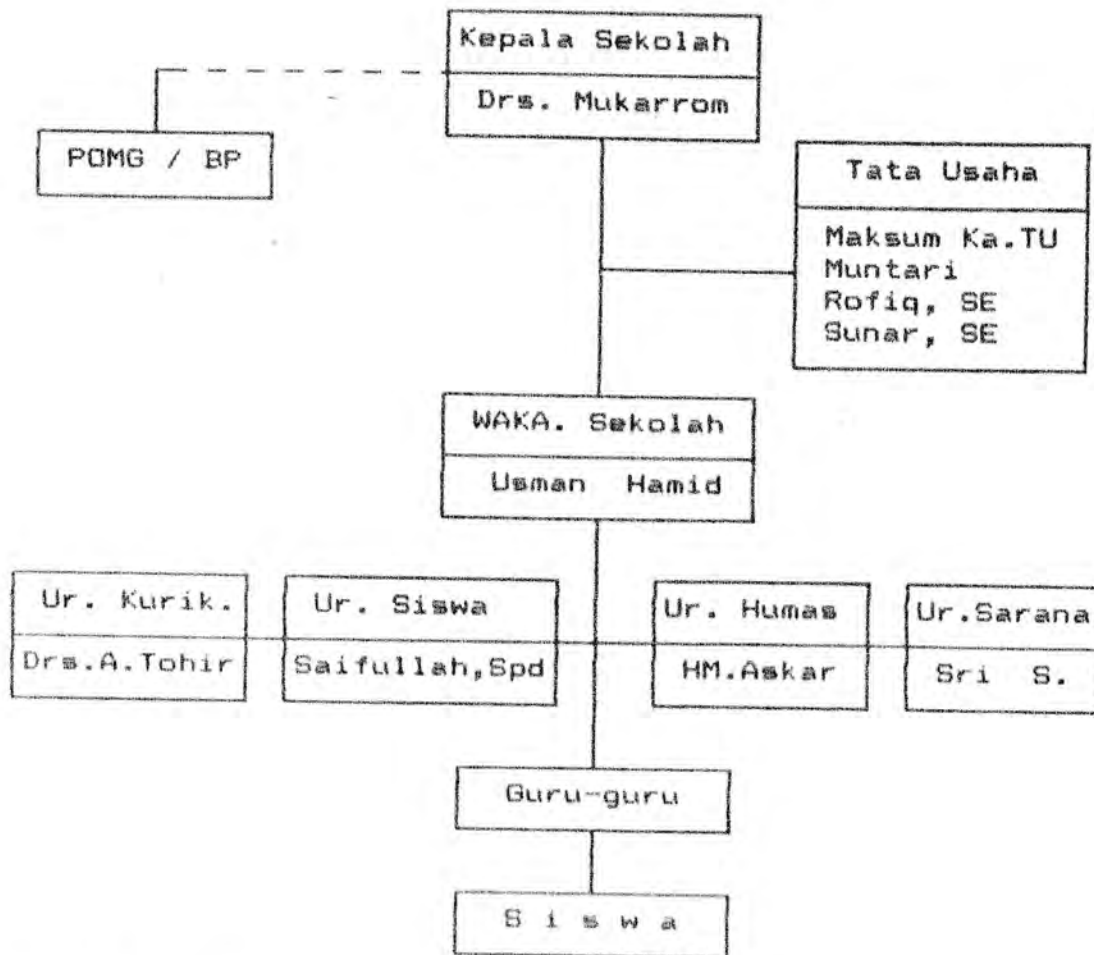 Kepala Sekolah
Drs. Mukarrom
POMG / BP
Tata Usaha
Maksum Ka.TU
Muntari
Rofiq, SE
Sunar, SE
WAKA. Sekolah
Usman Hamid
Ur. Kurik.
Drs.A.Tohir
Ur. Siswa
Saifullah,Spd
Ur. Humas
HM.Askar
Ur.Sarana
Sri S.
Guru-guru
S i s w a